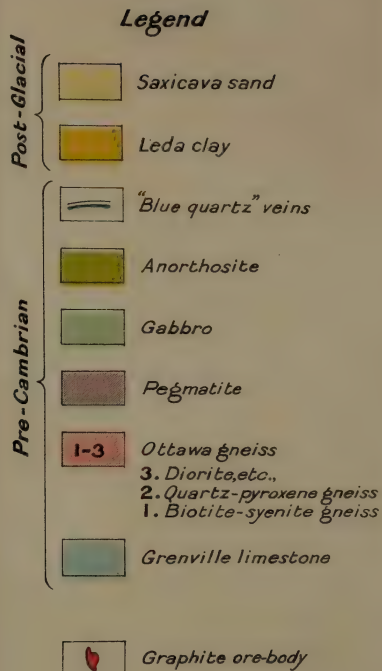 Legend
Post-Glacial
Saxicava sand
Leda clay
Pre-Cambrian
"Blue quartz" veins
Anorthosite
Gabbro
Pegmatite
1-3 Ottawa gneiss
3. Diorite, etc.,
2. Quartz-pyroxene gneiss
1. Biotite-syenite gneiss
Grenville limestone
Graphite ore-body